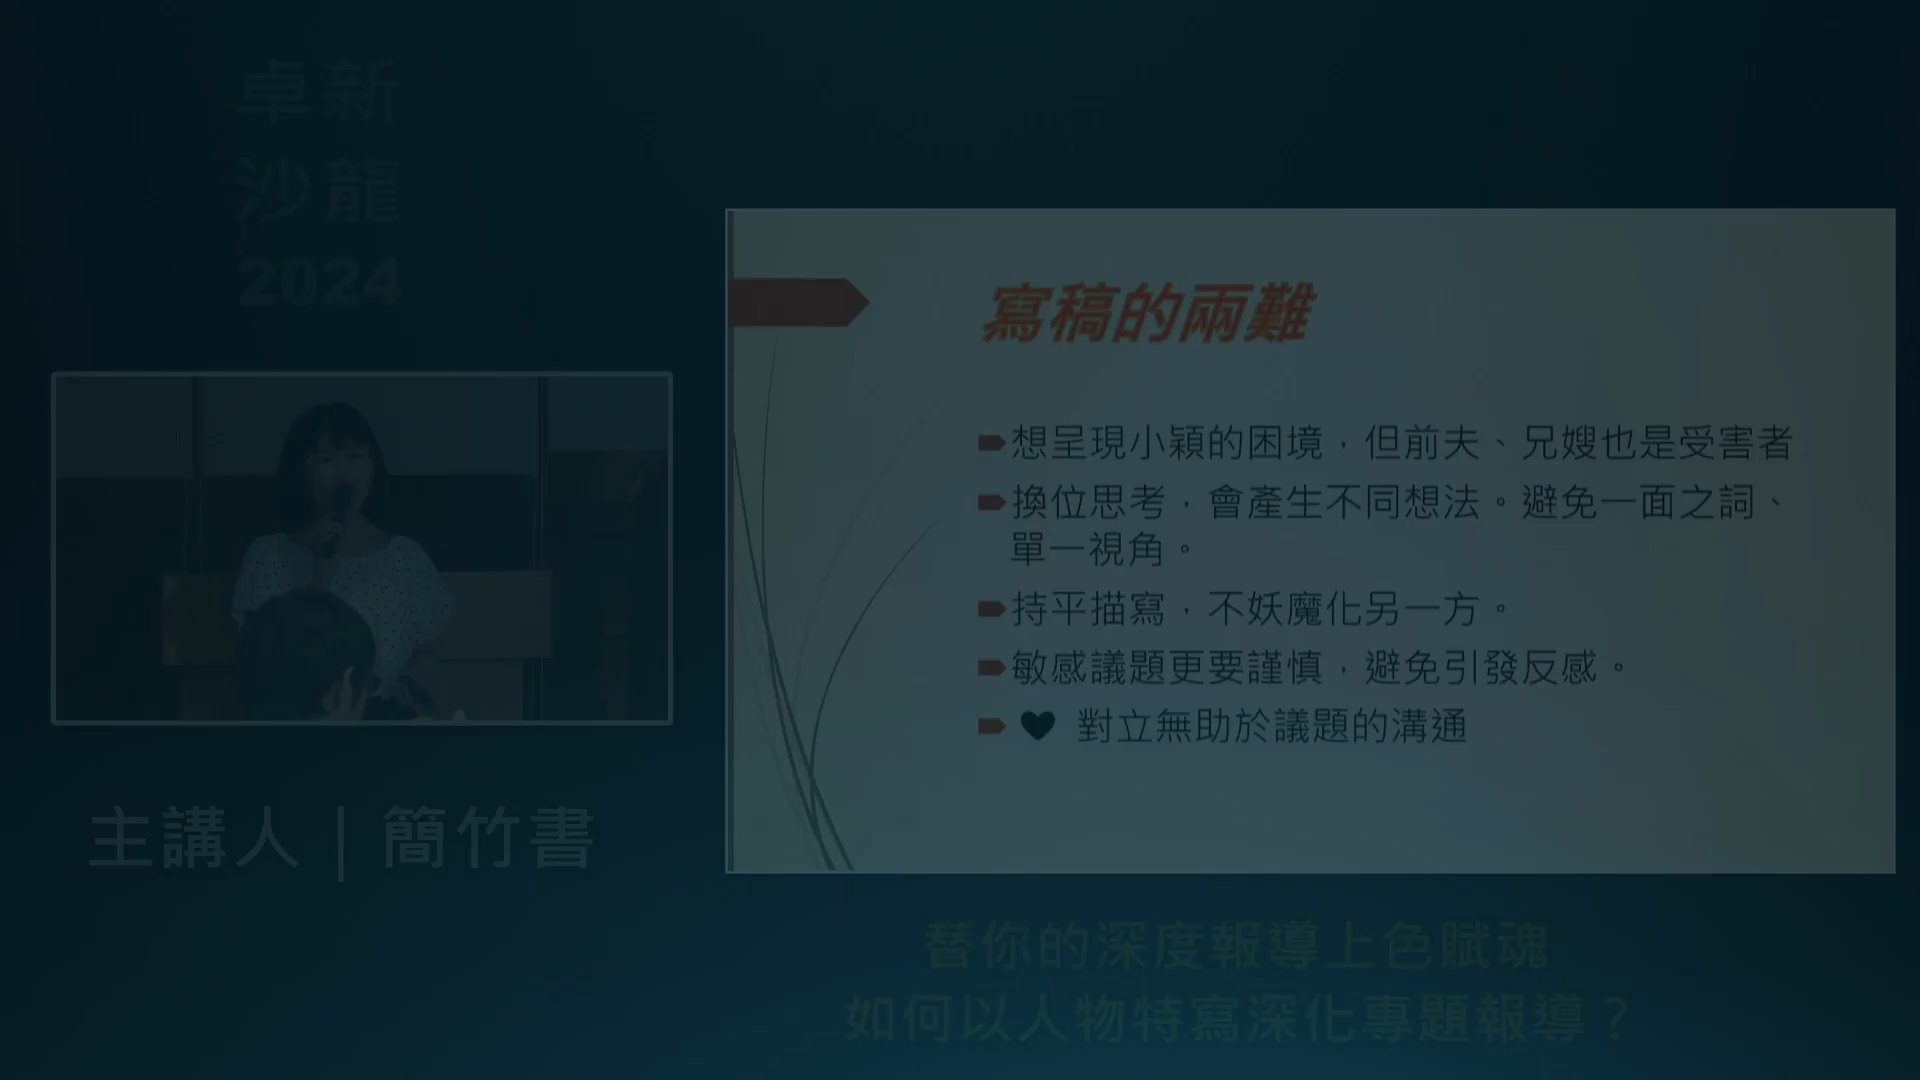 卓新
沙龍
2024
主講人｜簡竹書
寫稿的兩難
想呈現小穎的困境，但前夫、兄嫂也是受害者
換位思考，會產生不同想法。避免一面之詞、
單一視角。
持平描寫，不妖魔化另一方。
敏感議題更要謹慎，避免引發反感。
♥ 對立無助於議題的溝通
替你的深度報導上色賦魂
如何以人物特寫深化專題報導？